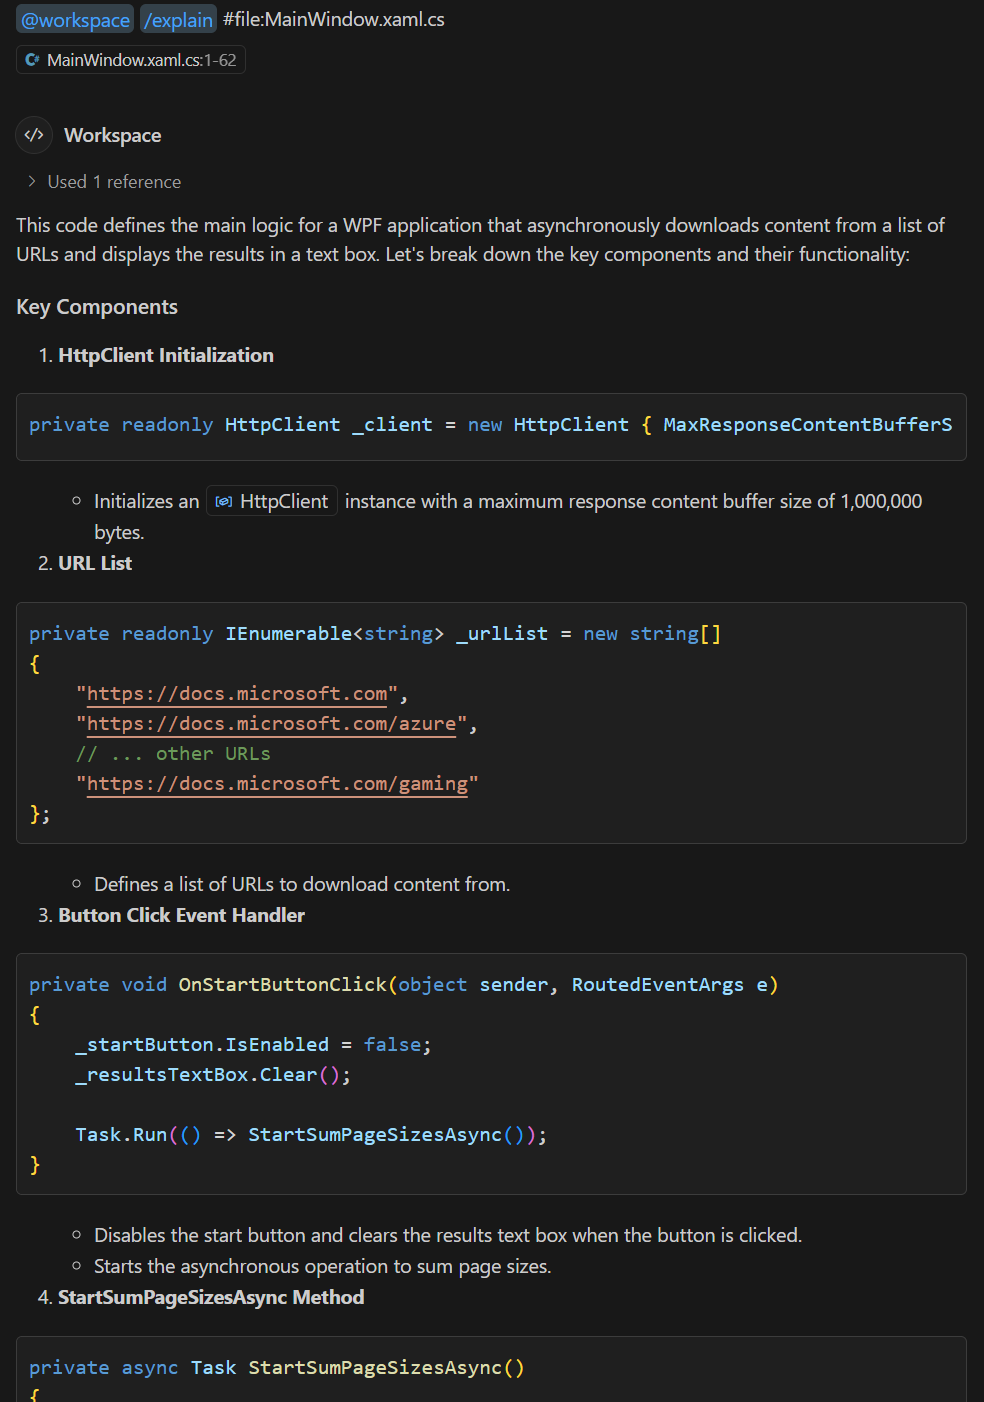 @workspace /explain #file:MainWindow.xaml.cs
MainWindow.xaml.cs:1-62
Workspace
Used 1 reference
This code defines the main logic for a WPF application that asynchronously downloads content from a list of
URLs and displays the results in a text box. Let's break down the key components and their functionality:
Key Components
1. HttpClient Initialization
private readonly HttpClient _client = new HttpClient { MaxResponseContentBufferS
Initializes an HttpClient instance with a maximum response content buffer size of 1,000,000
bytes.
2. URL List
private readonly IEnumerable<string> _urlList = new string[]
{
    "https://docs.microsoft.com",
    "https://docs.microsoft.com/azure",
    // ... other URLs
    "https://docs.microsoft.com/gaming"
};
Defines a list of URLs to download content from.
3. Button Click Event Handler
private void OnStartButtonClick(object sender, RoutedEventArgs e)
{
    _startButton.IsEnabled = false;
    _resultsTextBox.Clear();
    Task.Run(() => StartSumPageSizesAsync());
}
Disables the start button and clears the results text box when the button is clicked.
Starts the asynchronous operation to sum page sizes.
4. StartSumPageSizesAsync Method
private async Task StartSumPageSizesAsync()
{